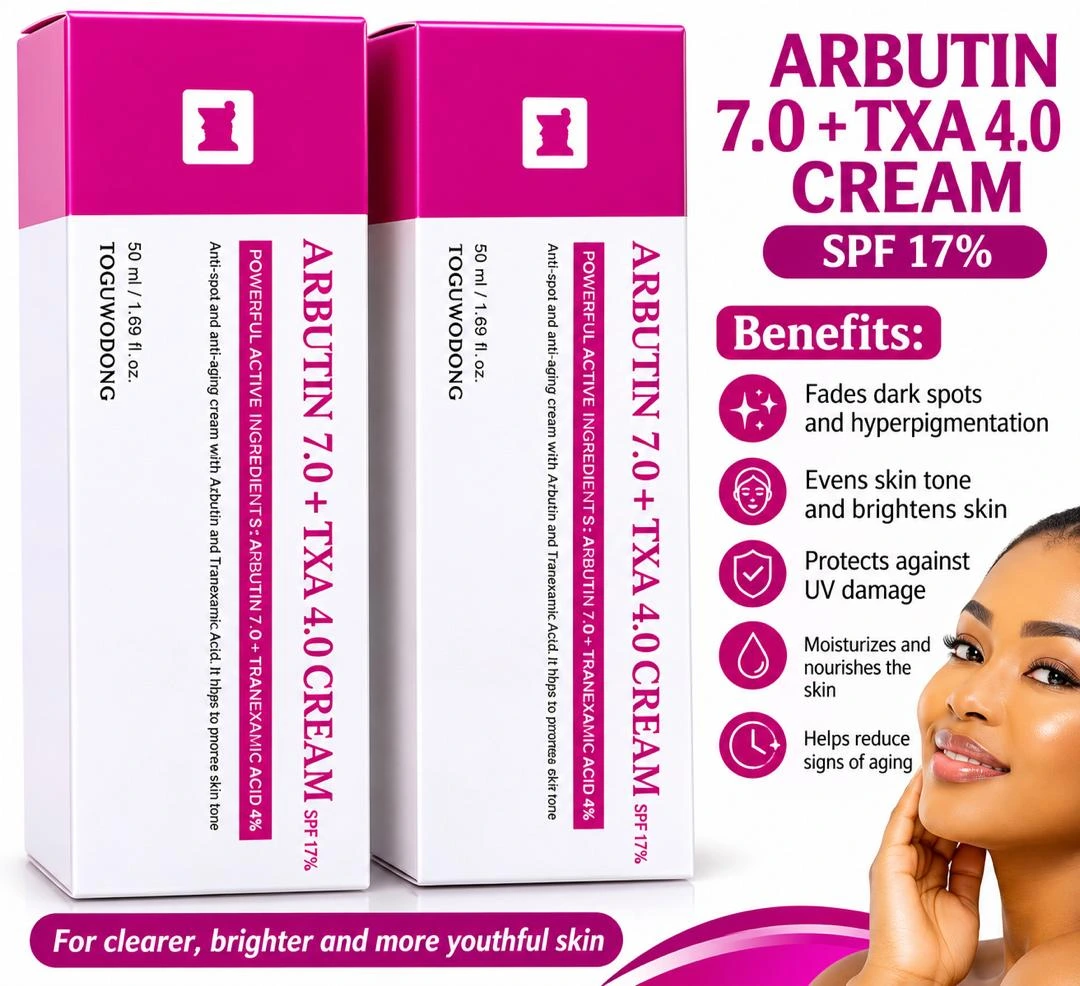 ARBUTIN 7.0 + TXA 4.0 CREAM SPF 17%
POWERFUL ACTIVE INGREDIENTS: ARBUTIN 7.0 + TRANEXAMIC ACID 4%
Anti-spot and anti-aging cream with Arbutin and Tranexamic Acid. It hbps to pnoree skin tone
50 ml / 1.69 fl. oz.
TOGUWODONG
ARBUTIN 7.0 + TXA 4.0 CREAM SPF 17%
POWERFUL ACTIVE INGREDIENTS: ARBUTIN 7.0 + TRANEXAMIC ACID 4%
Anti-spot and anti-aging cream with Arbutin and Tranexamic Acid. It hbps to tone
50 ml / 1.69 fl. oz.
TOGUWODONG
ARBUTIN
7.0 + TXA 4.0
CREAM
SPF 17%
Benefits:
Fades dark spots
and hyperpigmentation
Evens skin tone
and brightens skin
Protects against
UV damage
Moisturizes and
nourishes the
skin
Helps reduce
signs of aging
For clearer, brighter and more youthful skin